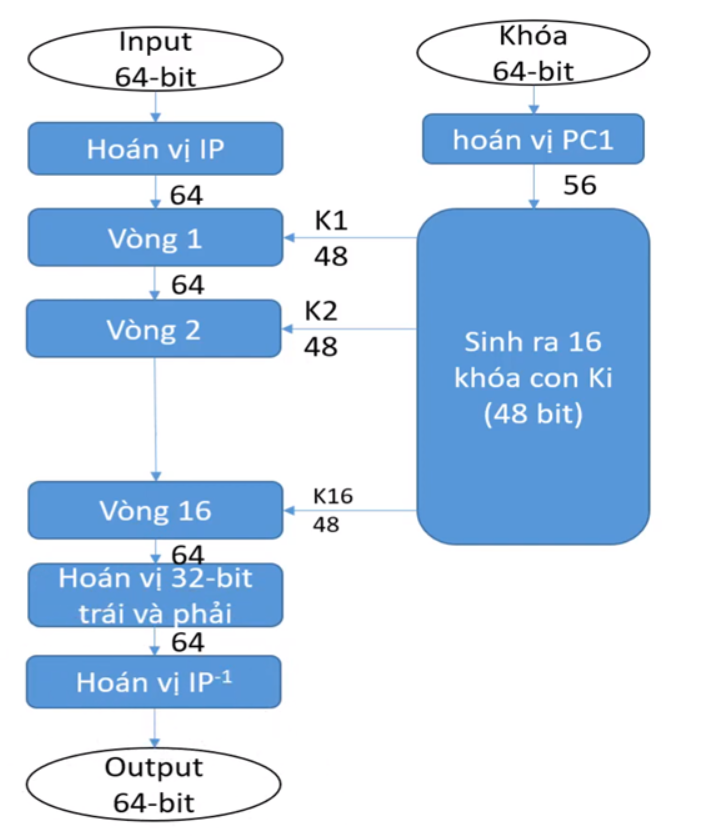 Input
64-bit
Khóa
64-bit
Hoán vị IP
hoán vị PC1
64
56
Vòng 1
K1
48
64
Vòng 2
K2
48
Sinh ra 16
khóa con Ki
(48 bit)
Vòng 16
K16
48
64
Hoán vị 32-bit
trái và phải
64
Hoán vị IP⁻¹
Output
64-bit